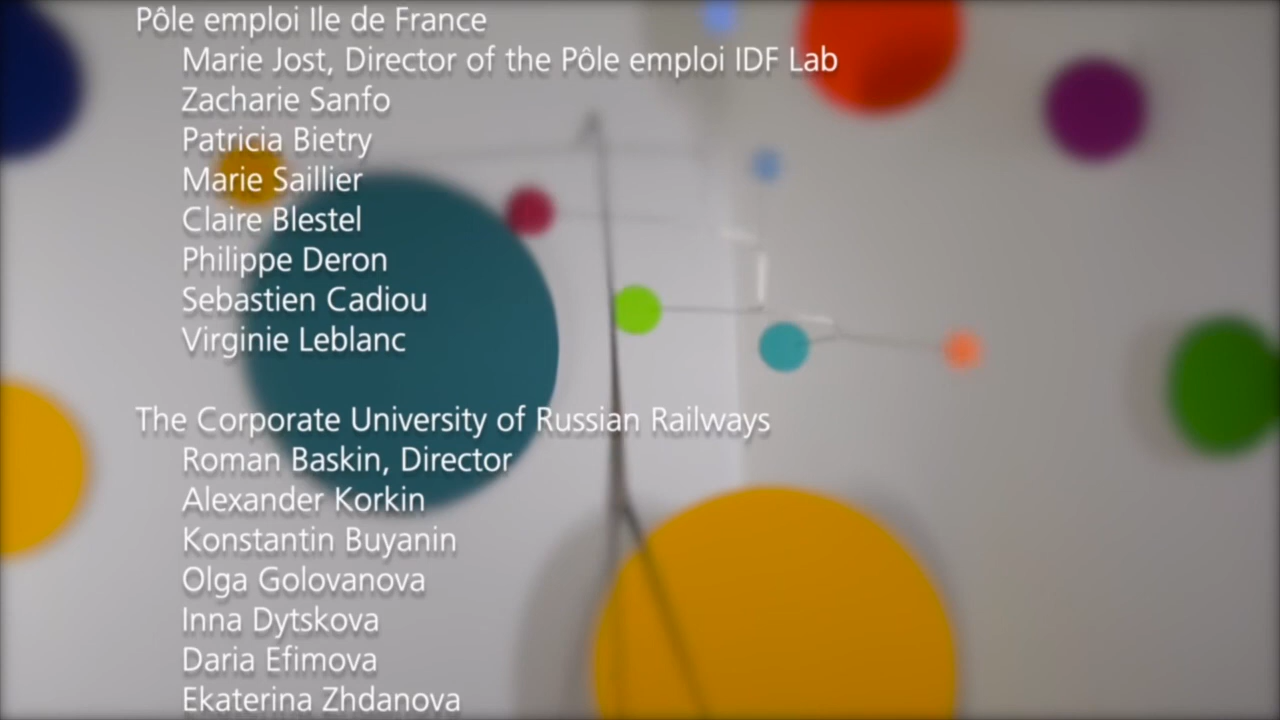 Pôle emploi Ile de France
Marie Jost, Director of the Pôle emploi IDF Lab
Zacharie Sanfo
Patricia Bietry
Marie Saillier
Claire Blestel
Philippe Deron
Sebastien Cadiou
Virginie Leblanc
The Corporate University of Russian Railways
Roman Baskin, Director
Alexander Korkin
Konstantin Buyanin
Olga Golovanova
Inna Dytskova
Daria Efimova
Ekaterina Zhdanova